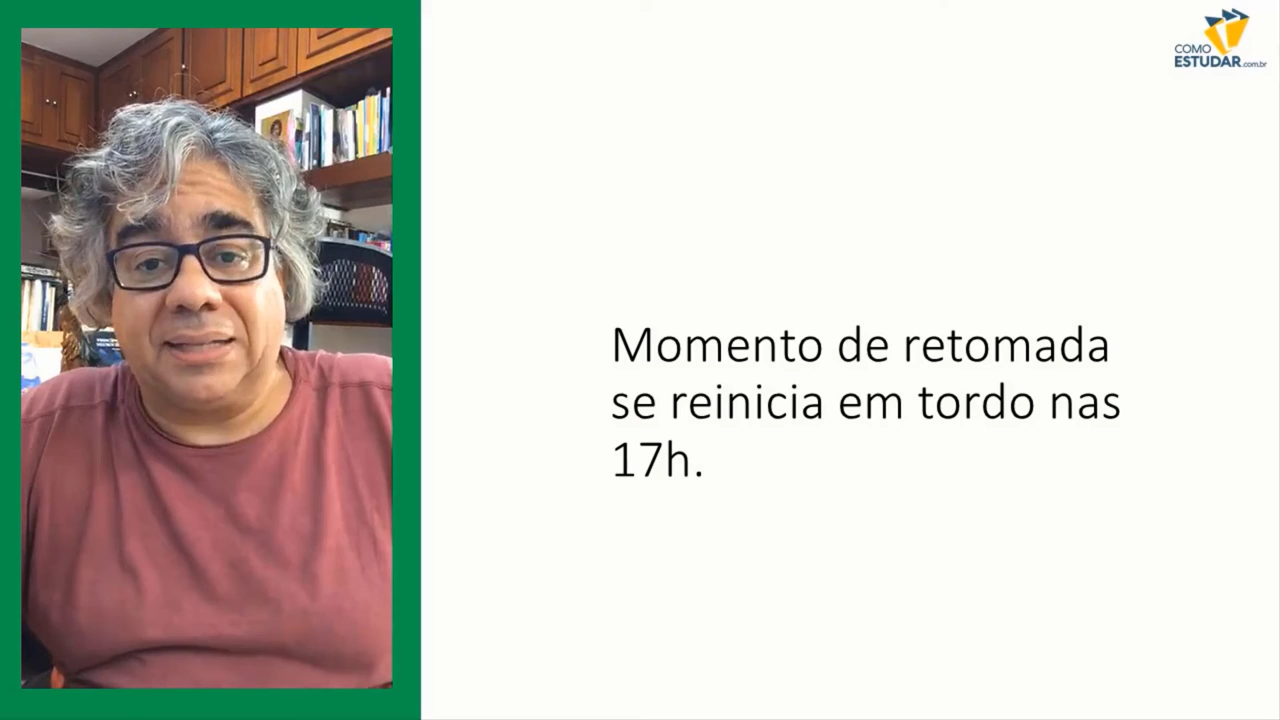 COMO
ESTUDAR.com.br
Momento de retomada
se reinicia em tordo nas
17h.